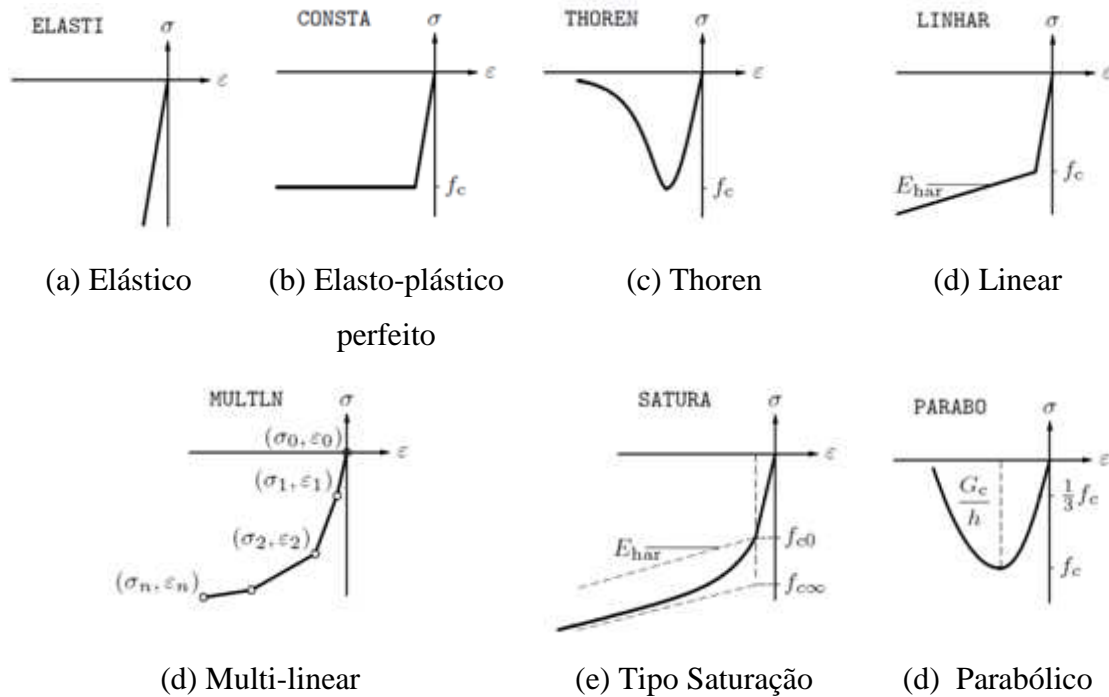 ELASTI σ
ε
CONSTA σ
ε
f_c
THOREN σ
ε
f_c
LINHAR σ
ε
f_c
E_har
(a) Elástico
(b) Elasto-plástico
perfeito
(c) Thoren
(d) Linear
MULTLN σ
(σ_0, ε_0) ε
(σ_1, ε_1)
(σ_2, ε_2)
(σ_n, ε_n)
SATURA σ
ε
E_har
f_c0
f_c∞
PARABO σ
ε
G_c
h
1/3 f_c
f_c
(d) Multi-linear
(e) Tipo Saturação
(d) Parabólico